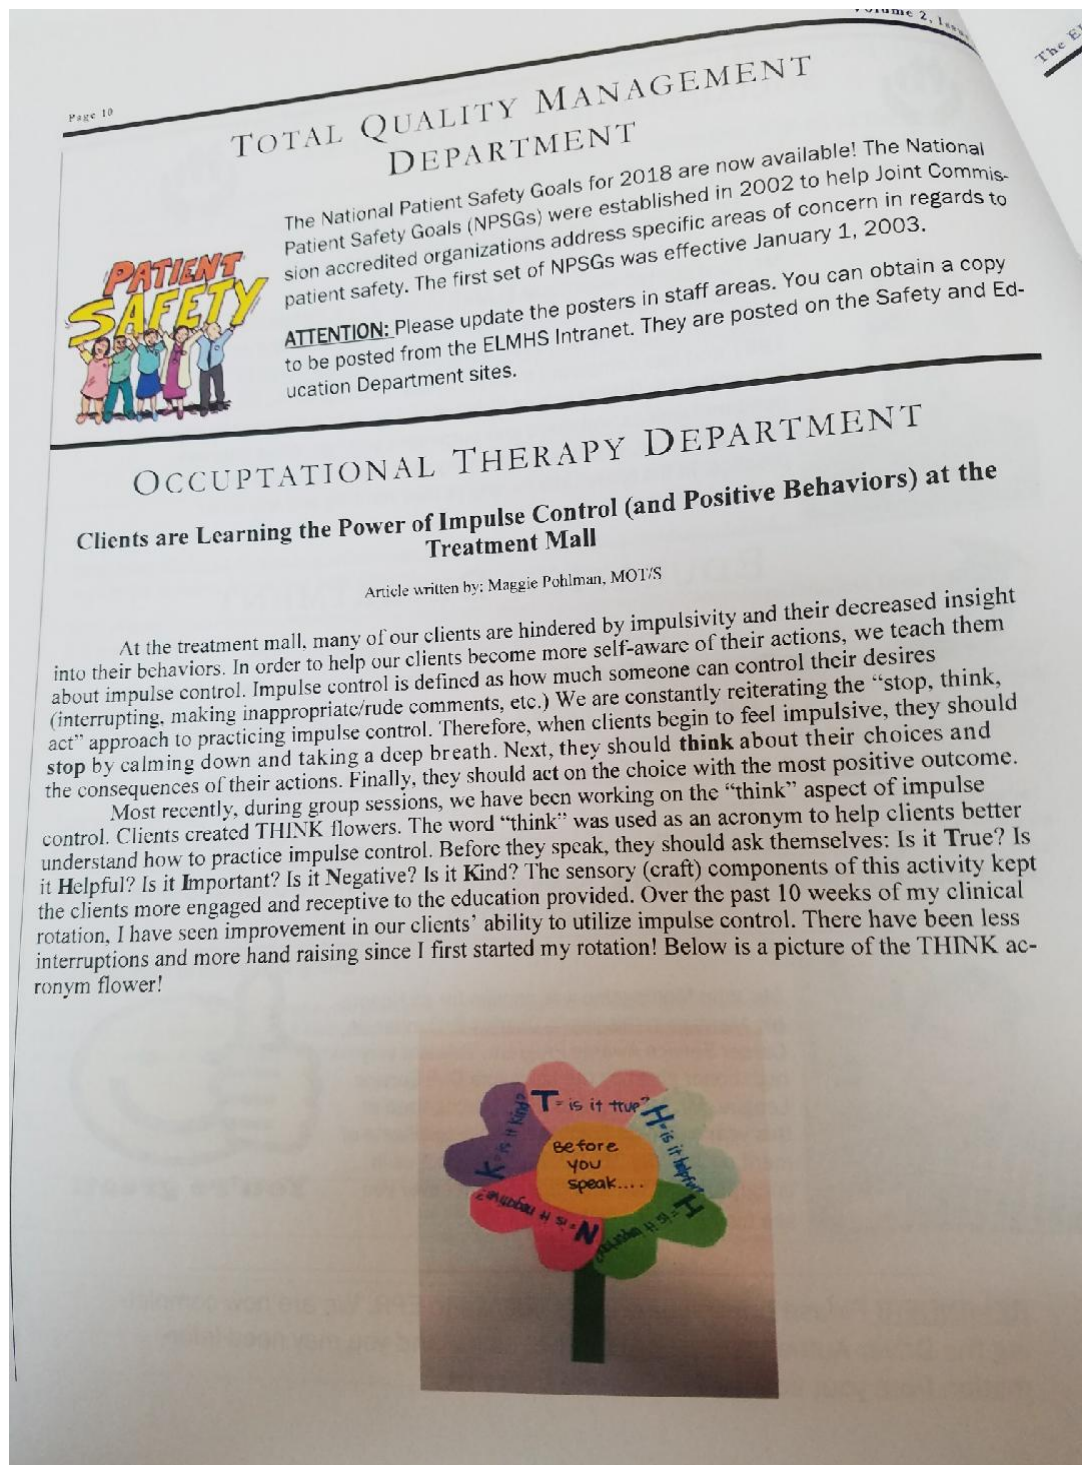 Page 10
Volume 2, Issue
The
TOTAL QUALITY MANAGEMENT
DEPARTMENT
PATIENT
SAFETY
The National Patient Safety Goals for 2018 are now available! The National
Patient Safety Goals (NPSGs) were established in 2002 to help Joint Commis-
sion accredited organizations address specific areas of concern in regards to
patient safety. The first set of NPSGs was effective January 1, 2003.
ATTENTION: Please update the posters in staff areas. You can obtain a copy
to be posted from the ELMHS Intranet. They are posted on the Safety and Ed-
ucation Department sites.
OCCUPTATIONAL THERAPY DEPARTMENT
Clients are Learning the Power of Impulse Control (and Positive Behaviors) at the
Treatment Mall
Article written by: Maggie Pohlman, MOT/S
At the treatment mall, many of our clients are hindered by impulsivity and their decreased insight
into their behaviors. In order to help our clients become more self-aware of their actions, we teach them
about impulse control. Impulse control is defined as how much someone can control their desires
(interrupting, making inappropriate/rude comments, etc.) We are constantly reiterating the “stop, think,
act” approach to practicing impulse control. Therefore, when clients begin to feel impulsive, they should
stop by calming down and taking a deep breath. Next, they should think about their choices and
the consequences of their actions. Finally, they should act on the choice with the most positive outcome.
Most recently, during group sessions, we have been working on the “think” aspect of impulse
control. Clients created THINK flowers. The word “think” was used as an acronym to help clients better
understand how to practice impulse control. Before they speak, they should ask themselves: Is it True? Is
it Helpful? Is it Important? Is it Negative? Is it Kind? The sensory (craft) components of this activity kept
the clients more engaged and receptive to the education provided. Over the past 10 weeks of my clinical
rotation, I have seen improvement in our clients’ ability to utilize impulse control. There have been less
interruptions and more hand raising since I first started my rotation! Below is a picture of the THINK ac-
ronym flower!
T= is it true?
H= is it helpful?
I= is it important?
N= is it negative?
K= is it kind?
Before
you
speak....